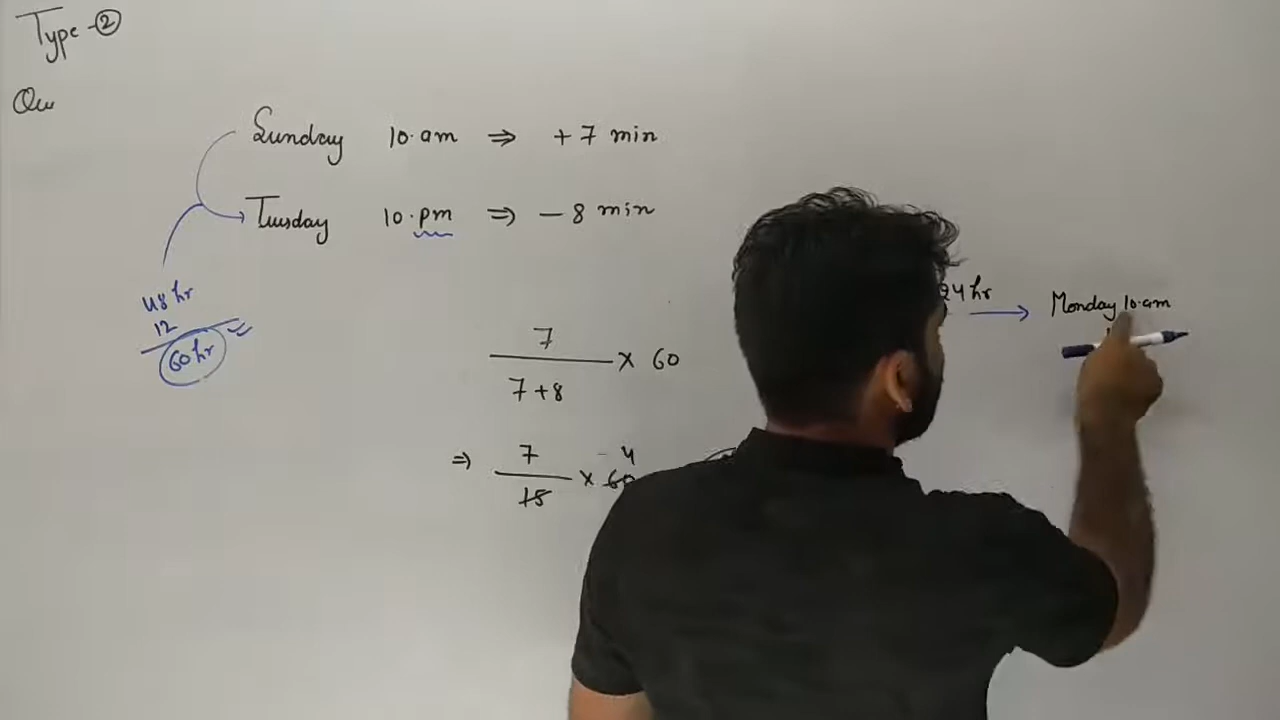 Type - ②
Qu
Sunday 10.am ⇒ + 7 min
Tuesday 10.pm ⇒ - 8 min
48 hr
12
60 hr
7
7+8 × 60
24 hr → Monday 10.am
⇒ 7 4
15 × 60